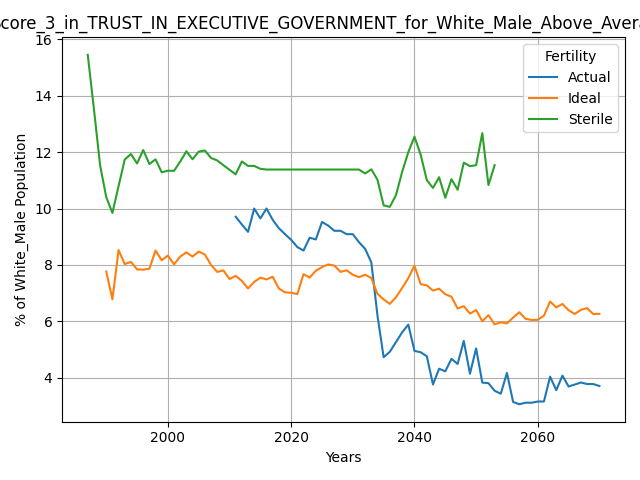 core_3_in_TRUST_IN_EXECUTIVE_GOVERNMENT_for_White_Male_Above_Avera
16
14
12
10
8
6
4
% of White_Male Population
Fertility
Actual
Ideal
Sterile
2000
2020
2040
2060
Years